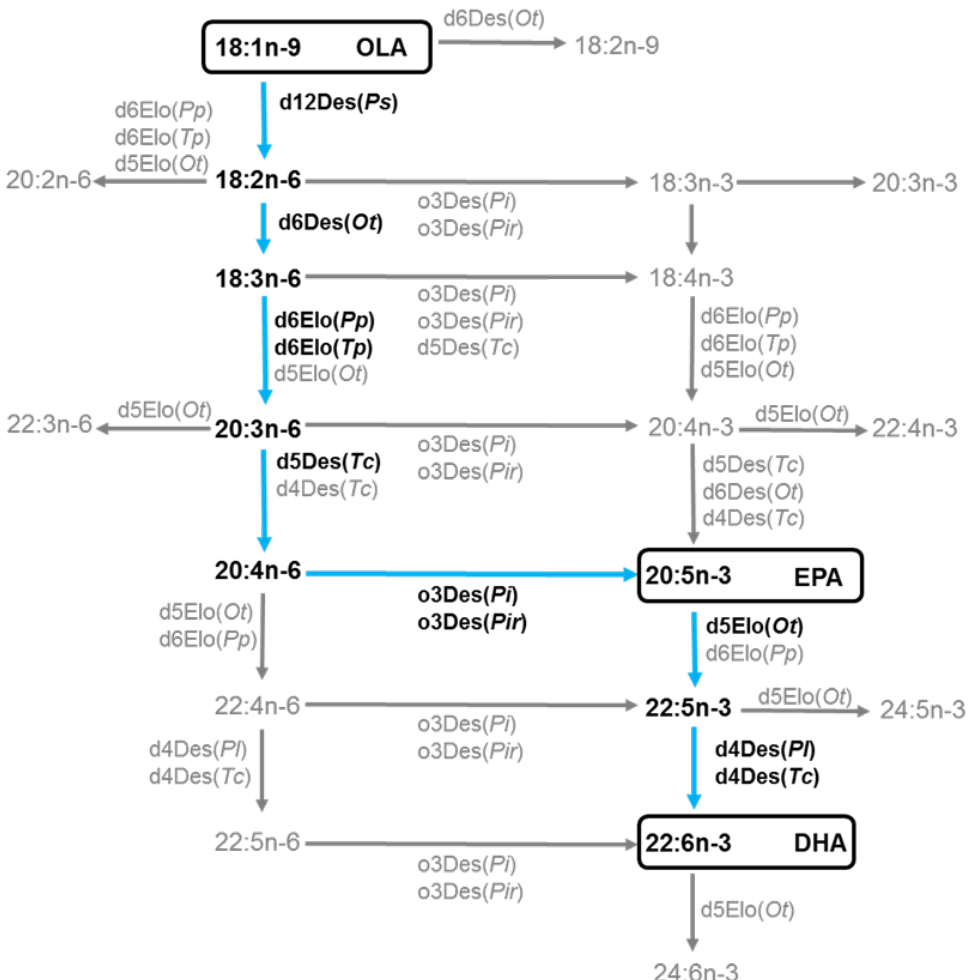 d6Des(Ot)
18:1n-9 OLA
18:2n-9
d12Des(Ps)
d6Elo(Pp)
d6Elo(Tp)
d5Elo(Ot)
20:2n-6
18:2n-6
18:3n-3
20:3n-3
o3Des(Pi)
o3Des(Pir)
d6Des(Ot)
18:3n-6
18:4n-3
o3Des(Pi)
o3Des(Pir)
d5Des(Tc)
d6Elo(Pp)
d6Elo(Tp)
d5Elo(Ot)
d6Elo(Pp)
d6Elo(Tp)
d5Elo(Ot)
22:3n-6
d5Elo(Ot)
20:3n-6
20:4n-3
d5Elo(Ot)
22:4n-3
o3Des(Pi)
o3Des(Pir)
d5Des(Tc)
d4Des(Tc)
d5Des(Tc)
d6Des(Ot)
d4Des(Tc)
20:4n-6
20:5n-3 EPA
o3Des(Pi)
o3Des(Pir)
d5Elo(Ot)
d6Elo(Pp)
d5Elo(Ot)
d6Elo(Pp)
22:4n-6
22:5n-3
d5Elo(Ot)
24:5n-3
o3Des(Pi)
o3Des(Pir)
d4Des(Pl)
d4Des(Tc)
d4Des(Pl)
d4Des(Tc)
22:5n-6
22:6n-3 DHA
o3Des(Pi)
o3Des(Pir)
d5Elo(Ot)
24:6n-3